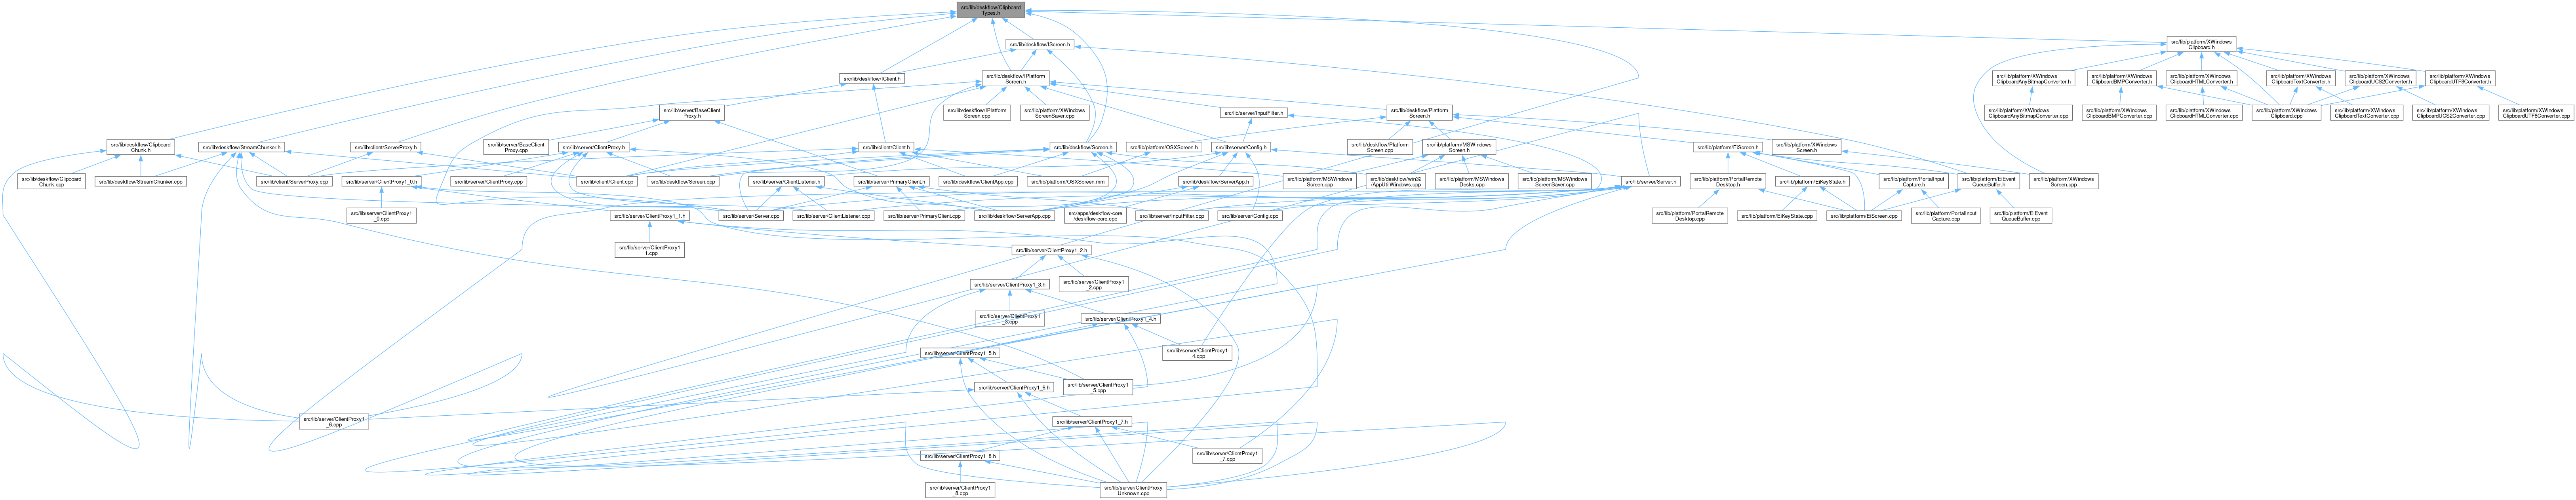 src/lib/deskflow/Clipboard
Types.h
src/lib/deskflow/IScreen.h
src/lib/platform/XWindows
Clipboard.h
src/lib/deskflow/IClient.h
src/lib/deskflow/IPlatform
Screen.h
src/lib/platform/XWindows
ClipboardAnyBitmapConverter.h
src/lib/platform/XWindows
ClipboardBMPConverter.h
src/lib/platform/XWindows
ClipboardHTMLConverter.h
src/lib/platform/XWindows
ClipboardTextConverter.h
src/lib/platform/XWindows
ClipboardUCS2Converter.h
src/lib/platform/XWindows
ClipboardUTF8Converter.h
src/lib/server/BaseClient
Proxy.h
src/lib/deskflow/IPlatform
Screen.cpp
src/lib/platform/XWindows
ScreenSaver.cpp
src/lib/server/InputFilter.h
src/lib/deskflow/Platform
Screen.h
src/lib/platform/XWindows
ClipboardAnyBitmapConverter.cpp
src/lib/platform/XWindows
ClipboardBMPConverter.cpp
src/lib/platform/XWindows
ClipboardHTMLConverter.cpp
src/lib/platform/XWindows
Clipboard.cpp
src/lib/platform/XWindows
ClipboardTextConverter.cpp
src/lib/platform/XWindows
ClipboardUCS2Converter.cpp
src/lib/platform/XWindows
ClipboardUTF8Converter.cpp
src/lib/deskflow/Clipboard
Chunk.h
src/lib/deskflow/StreamChunker.h
src/lib/client/ServerProxy.h
src/lib/server/BaseClient
Proxy.cpp
src/lib/server/ClientProxy.h
src/lib/client/Client.h
src/lib/deskflow/Screen.h
src/lib/platform/OSXScreen.h
src/lib/server/Config.h
src/lib/deskflow/Platform
Screen.cpp
src/lib/platform/MSWindows
Screen.h
src/lib/platform/EiScreen.h
src/lib/platform/XWindows
Screen.h
src/lib/deskflow/Clipboard
Chunk.cpp
src/lib/deskflow/StreamChunker.cpp
src/lib/client/ServerProxy.cpp
src/lib/server/ClientProxy1_0.h
src/lib/server/ClientProxy.cpp
src/lib/client/Client.cpp
src/lib/deskflow/Screen.cpp
src/lib/server/ClientListener.h
src/lib/server/PrimaryClient.h
src/lib/deskflow/ClientApp.cpp
src/lib/platform/OSXScreen.mm
src/lib/deskflow/ServerApp.h
src/lib/platform/MSWindows
Screen.cpp
src/lib/deskflow/win32
/AppUtilWindows.cpp
src/lib/platform/MSWindows
Desks.cpp
src/lib/platform/MSWindows
ScreenSaver.cpp
src/lib/server/Server.h
src/lib/platform/PortalRemote
Desktop.h
src/lib/platform/EiKeyState.h
src/lib/platform/PortalInput
Capture.h
src/lib/platform/EiEvent
QueueBuffer.h
src/lib/platform/XWindows
Screen.cpp
src/lib/server/ClientProxy1
_0.cpp
src/lib/server/ClientProxy1_1.h
src/lib/server/Server.cpp
src/lib/server/ClientListener.cpp
src/lib/server/PrimaryClient.cpp
src/lib/deskflow/ServerApp.cpp
src/apps/deskflow-core
/deskflow-core.cpp
src/lib/server/InputFilter.cpp
src/lib/server/Config.cpp
src/lib/platform/PortalRemote
Desktop.cpp
src/lib/platform/EiKeyState.cpp
src/lib/platform/EiScreen.cpp
src/lib/platform/PortalInput
Capture.cpp
src/lib/platform/EiEvent
QueueBuffer.cpp
src/lib/server/ClientProxy1
_1.cpp
src/lib/server/ClientProxy1_2.h
src/lib/server/ClientProxy1_3.h
src/lib/server/ClientProxy1
_2.cpp
src/lib/server/ClientProxy1
_3.cpp
src/lib/server/ClientProxy1_4.h
src/lib/server/ClientProxy1_5.h
src/lib/server/ClientProxy1
_4.cpp
src/lib/server/ClientProxy1_6.h
src/lib/server/ClientProxy1
_5.cpp
src/lib/server/ClientProxy1
_6.cpp
src/lib/server/ClientProxy1_7.h
src/lib/server/ClientProxy1_8.h
src/lib/server/ClientProxy1
_7.cpp
src/lib/server/ClientProxy1
_8.cpp
src/lib/server/ClientProxy
Unknown.cpp